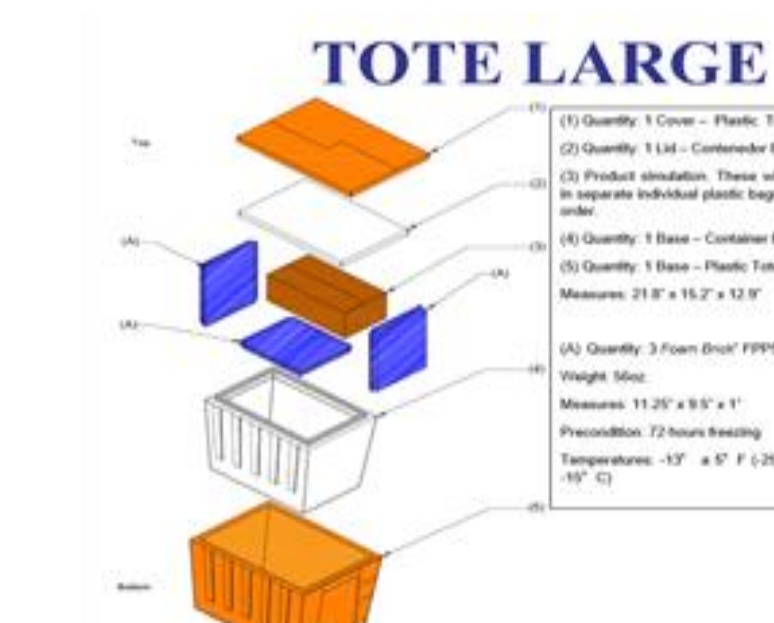 TOTE LARGE
Top
(1)
(2)
(3)
(A)
(A)
(A)
(4)
(5)
Bottom
(1) Quantity: 1 Cover – Plastic T
(2) Quantity: 1 Lid – Contenedor
(3) Product simulation. These
in separate individual plastic
order.
(4) Quantity: 1 Base – Container
(5) Quantity: 1 Base – Plastic
Measures: 21.8" x 15.2" x 12.9"
(A) Quantity: 3 Foam Brick"
Weight: 56oz.
Measures: 11.25" x 9.5" x 1"
Precondition: 72 hours freezing
Temperatures: -13° a 5° F
-15° C)